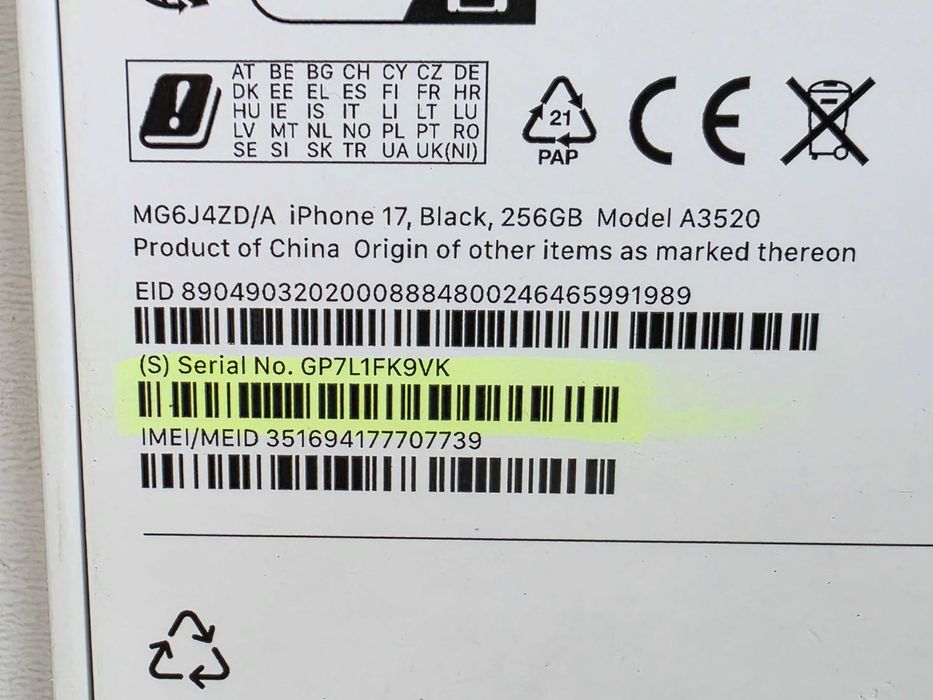 AT BE BG CH CY CZ DE
DK EE EL ES FI FR HR
HU IE IS IT LI LT LU
LV MT NL NO PL PT RO
SE SI SK TR UA UK(NI)
21
PAP
CE
MG6J4ZD/A iPhone 17, Black, 256GB Model A3520
Product of China Origin of other items as marked thereon
EID 89049032020008884800246465991989
(S) Serial No. GP7L1FK9VK
IMEI/MEID 351694177707739